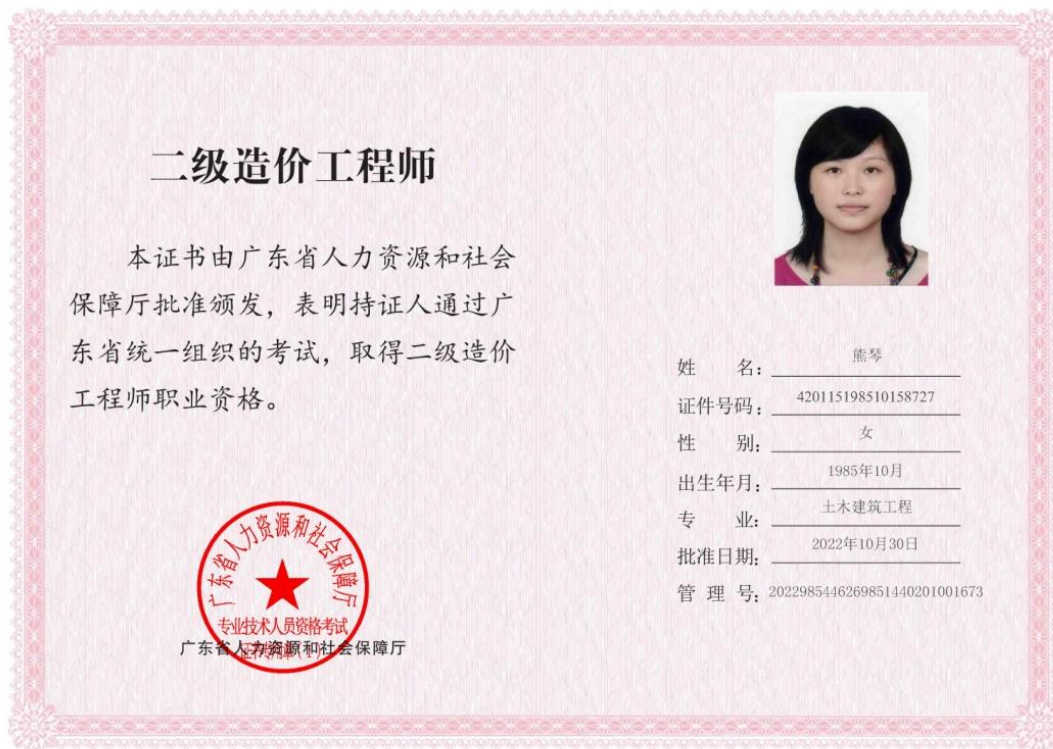 二级造价工程师
本证书由广东省人力资源和社会
保障厅批准颁发，表明持证人通过广
东省统一组织的考试，取得二级造价
工程师职业资格。
广东省人力资源和社会保障厅
专业技术人员资格考试
广东省人力资源和社会保障厅
姓 名：熊琴
证件号码：420115198510158727
性 别：女
出生年月：1985年10月
专 业：土木建筑工程
批准日期：2022年10月30日
管 理 号：20229854462698514402010016​73